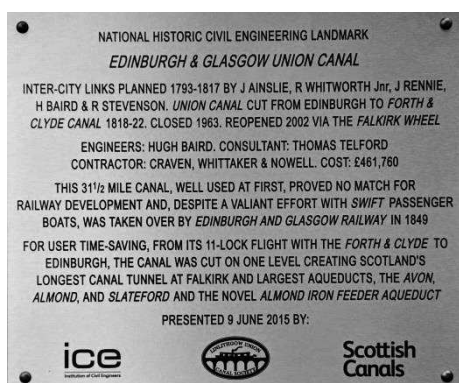 NATIONAL HISTORIC CIVIL ENGINEERING LANDMARK
EDINBURGH & GLASGOW UNION CANAL
INTER-CITY LINKS PLANNED 1793-1817 BY J AINSLIE, R WHITWORTH Jnr, J RENNIE,
H BAIRD & R STEVENSON. UNION CANAL CUT FROM EDINBURGH TO FORTH &
CLYDE CANAL 1818-22. CLOSED 1963. REOPENED 2002 VIA THE FALKIRK WHEEL
ENGINEERS: HUGH BAIRD. CONSULTANT: THOMAS TELFORD
CONTRACTOR: CRAVEN, WHITTAKER & NOWELL. COST: £461,760
THIS 31½ MILE CANAL, WELL USED AT FIRST, PROVED NO MATCH FOR
RAILWAY DEVELOPMENT AND, DESPITE A VALIANT EFFORT WITH SWIFT PASSENGER
BOATS, WAS TAKEN OVER BY EDINBURGH AND GLASGOW RAILWAY IN 1849
FOR USER TIME-SAVING, FROM ITS 11-LOCK FLIGHT WITH THE FORTH & CLYDE TO
EDINBURGH, THE CANAL WAS CUT ON ONE LEVEL CREATING SCOTLAND'S
LONGEST CANAL TUNNEL AT FALKIRK AND LARGEST AQUEDUCTS, THE AVON,
ALMOND, AND SLATEFORD AND THE NOVEL ALMOND IRON FEEDER AQUEDUCT
PRESENTED 9 JUNE 2015 BY:
ice
Institution of Civil Engineers
LINLITHGOW UNION
CANAL SOCIETY
Scottish
Canals